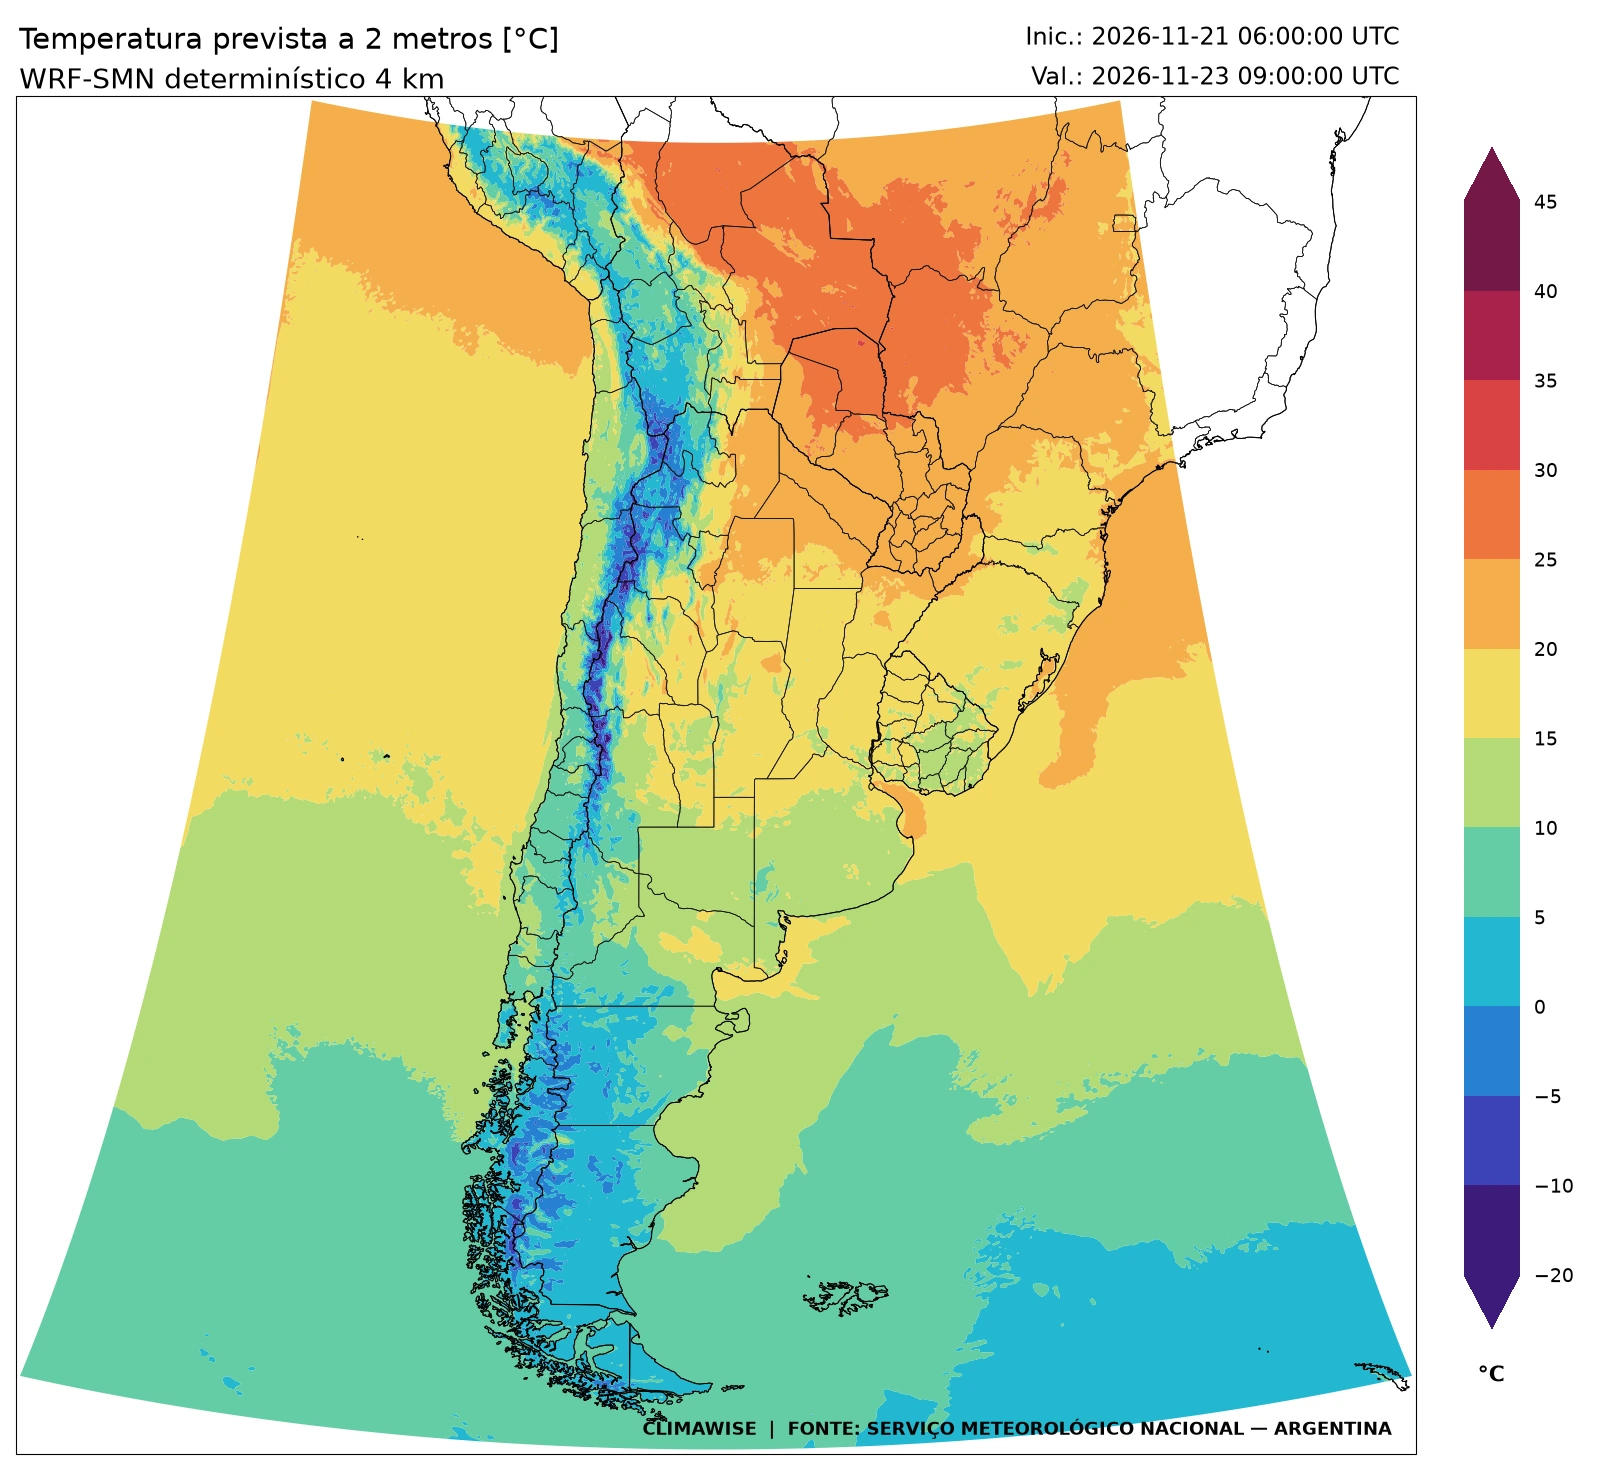 Temperatura prevista a 2 metros [°C]
WRF-SMN determinístico 4 km
Inic.: 2026-11-21 06:00:00 UTC
Val.: 2026-11-23 09:00:00 UTC
45
40
35
30
25
20
15
10
5
0
−5
−10
−20
°C
CLIMAWISE | FONTE: SERVIÇO METEOROLÓGICO NACIONAL — ARGENTINA